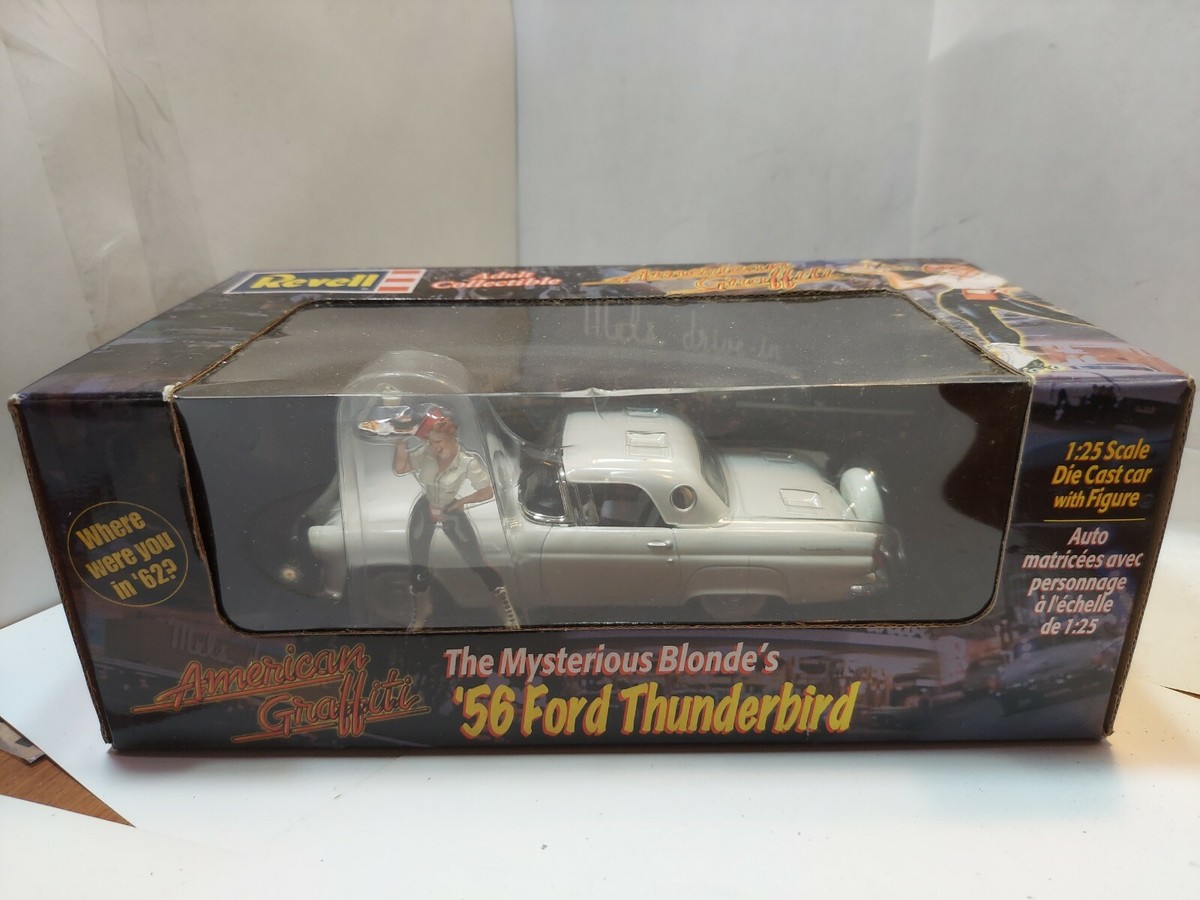 Revell
Adult
Collectible
American
Graffiti
Mel's drive-in
Where
were you
in '62?
1:25 Scale
Die Cast car
with Figure
Auto
matricées avec
personnage
à l'échelle
de 1:25
American
Graffiti
The Mysterious Blonde's
'56 Ford Thunderbird